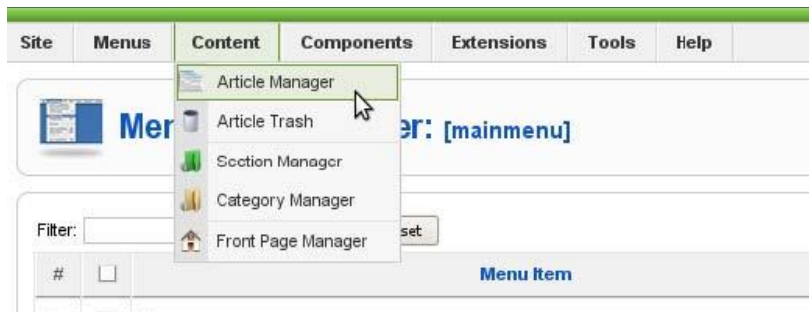 Site Menus Content Components Extensions Tools Help
Article Manager
Article Trash
Mer er: [mainmenu]
Section Manager
Category Manager
Filter: set
Front Page Manager
# Menu Item